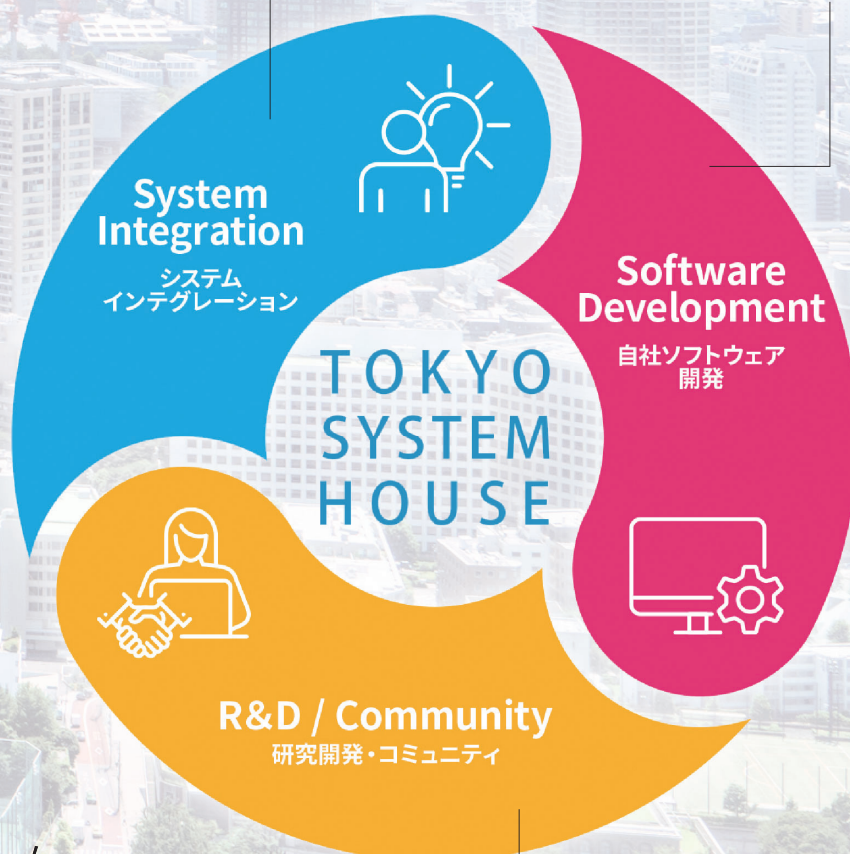 System
Integration
システム
インテグレーション
Software
Development
自社ソフトウェア
開発
TOKYO
SYSTEM
HOUSE
R&D / Community
研究開発・コミュニティ